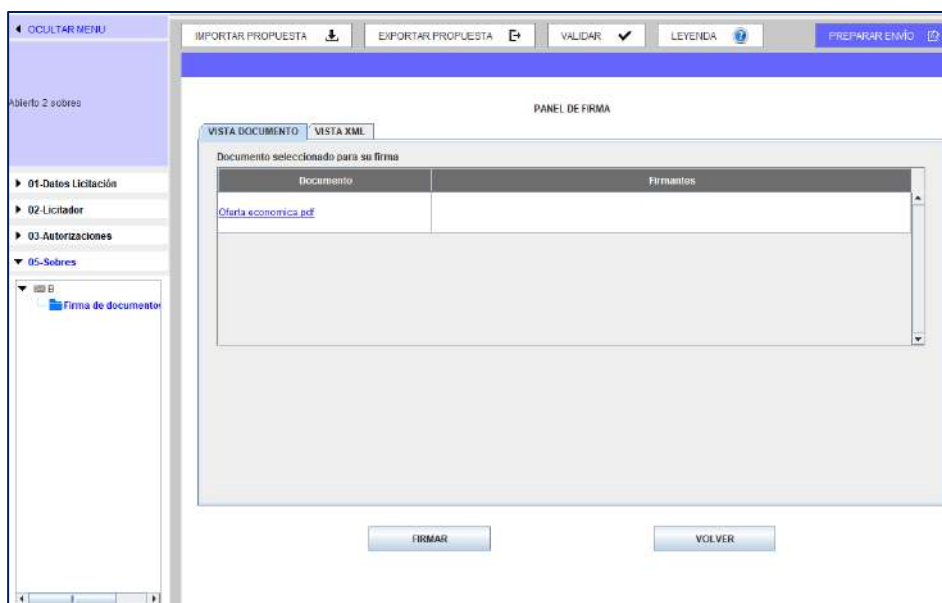 OCULTAR MENU
Abierto 2 sobres
01-Datos Licitación
02-Licitador
03-Autorizaciones
05-Sobres
B
Firma de documentos
IMPORTAR PROPUESTA
EXPORTAR PROPUESTA
VALIDAR
LEYENDA
PREPARAR ENVÍO
PANEL DE FIRMA
VISTA DOCUMENTO
VISTA XML
Documento seleccionado para su firma
Documento
Firmantes
Oferta economica.pdf
FIRMAR
VOLVER